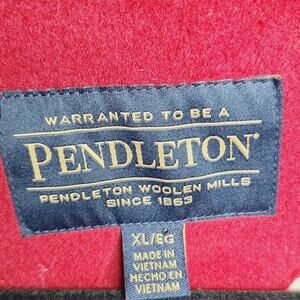 WARRANTED TO BE A
PENDLETON®
PENDLETON WOOLEN MILLS
SINCE 1863
XL/EG
MADE IN
VIETNAM
HECHO EN
VIETNAM